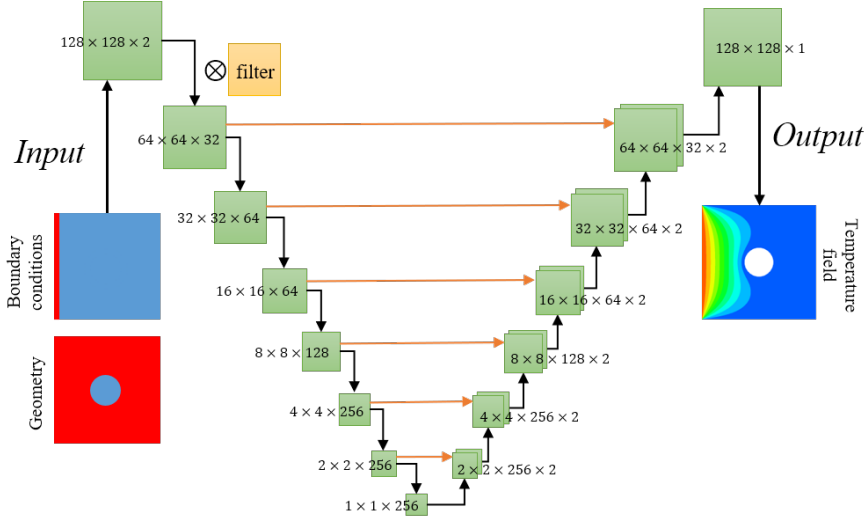 128 × 128 × 2
128 × 128 × 1
⊗ filter
64 × 64 × 32
64 × 64 × 32 × 2
Input
Output
32 × 32 × 64
32 × 32 × 64 × 2
Boundary
conditions
Temperature
field
16 × 16 × 64
16 × 16 × 64 × 2
8 × 8 × 128
8 × 8 × 128 × 2
Geometry
4 × 4 × 256
4 × 4 × 256 × 2
2 × 2 × 256
2 × 2 × 256 × 2
1 × 1 × 256